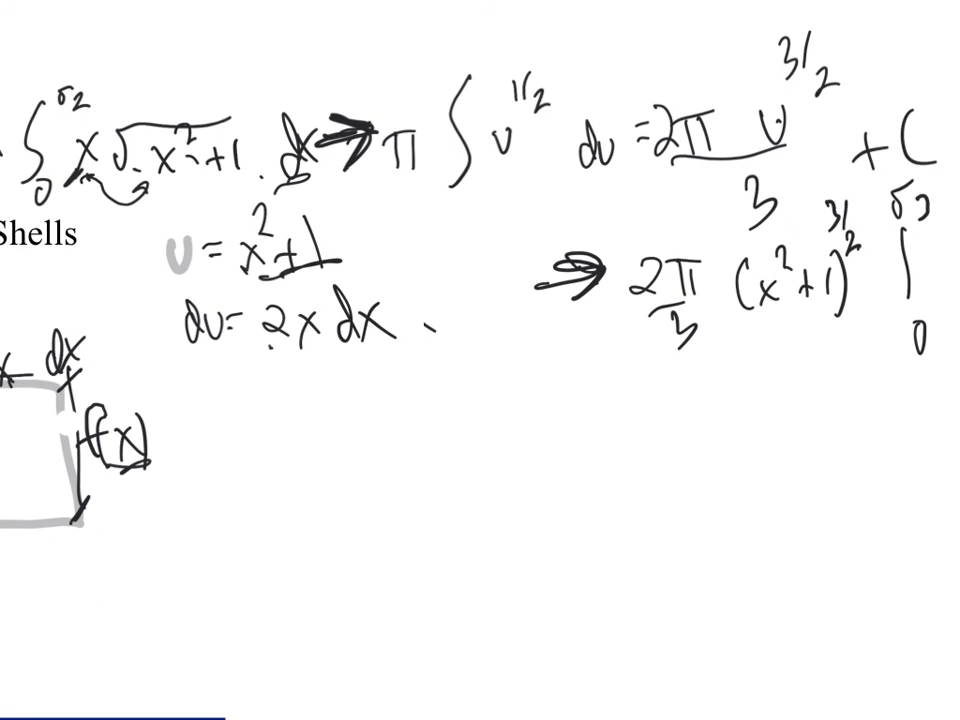 ∫₀^√2 x √(x²+1) dx → π ∫ u^1/2 du = 2π u^3/2 / 3 + C
Shells
u = x²+1
du = 2x dx
→ 2π/3 (x²+1)^3/2 |₀
dx
f(x)